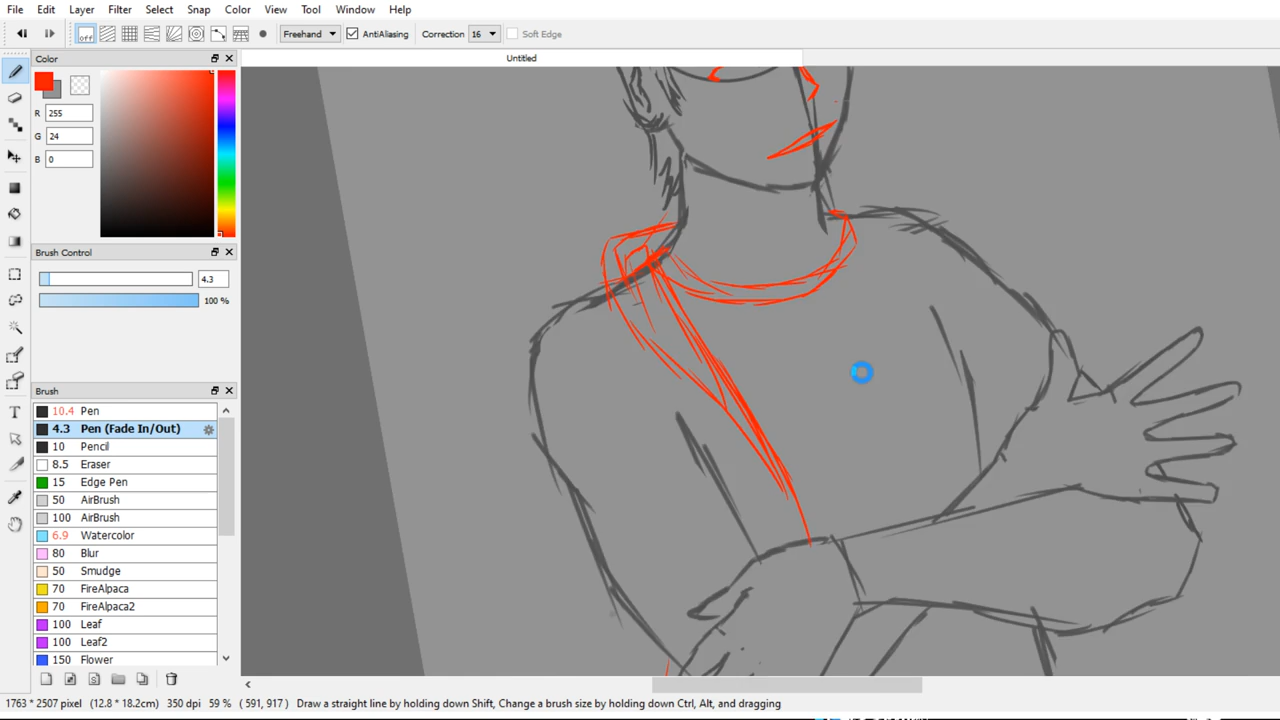 File Edit Layer Filter Select Snap Color View Tool Window Help
off Freehand AntiAliasing Correction 16 Soft Edge
Color
Untitled
R 255
G 24
B 0
Brush Control
4.3
100 %
Brush
10.4 Pen
4.3 Pen (Fade In/Out)
10 Pencil
8.5 Eraser
15 Edge Pen
50 AirBrush
100 AirBrush
6.9 Watercolor
80 Blur
50 Smudge
70 FireAlpaca
70 FireAlpaca2
100 Leaf
100 Leaf2
150 Flower
1763 * 2507 pixel (12.8 * 18.2cm) 350 dpi 59 % ( 591, 917 ) Draw a straight line by holding down Shift, Change a brush size by holding down Ctrl, Alt, and dragging